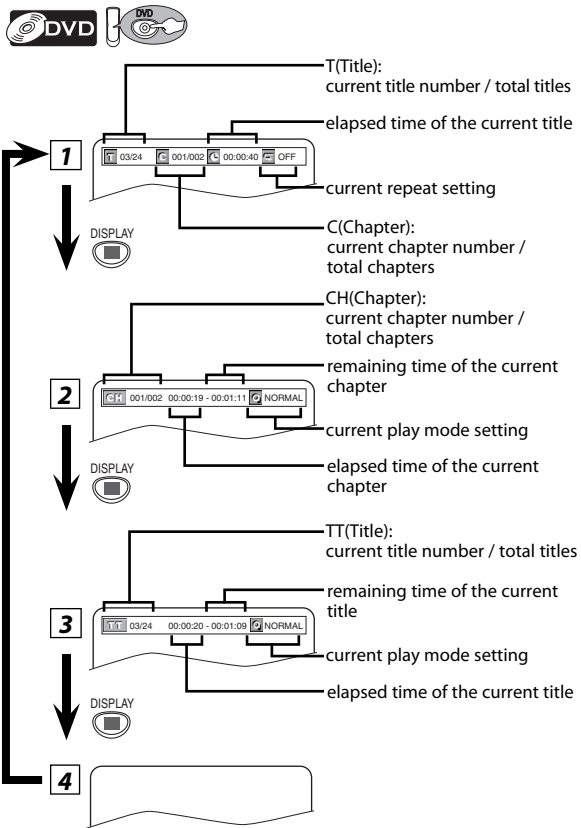 DVD DVD
T(Title):
current title number / total titles
elapsed time of the current title
1
T 03/24 C 001/002 00:00:40 OFF
current repeat setting
DISPLAY
C(Chapter):
current chapter number /
total chapters
CH(Chapter):
current chapter number /
total chapters
remaining time of the current
chapter
2
CH 001/002 00:00:19 - 00:01:11 NORMAL
current play mode setting
DISPLAY
elapsed time of the current
chapter
TT(Title):
current title number / total titles
remaining time of the current
title
3
TT 03/24 00:00:20 - 00:01:09 NORMAL
current play mode setting
elapsed time of the current title
DISPLAY
4